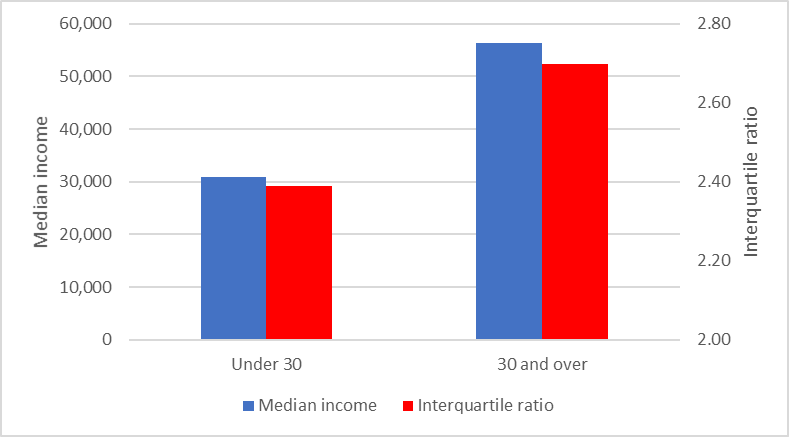 60,000
50,000
40,000
30,000
20,000
10,000
0
Median income
2.80
2.60
2.40
2.20
2.00
Interquartile ratio
Under 30
30 and over
Median income
Interquartile ratio